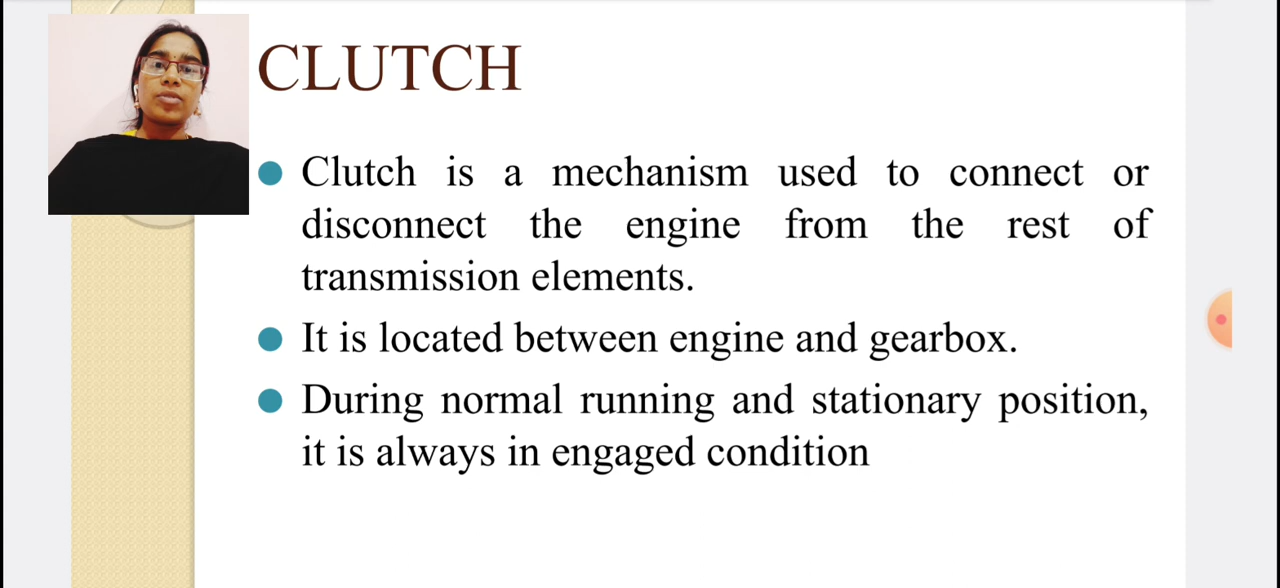 CLUTCH
Clutch is a mechanism used to connect or
disconnect the engine from the rest of
transmission elements.
It is located between engine and gearbox.
During normal running and stationary position,
it is always in engaged condition